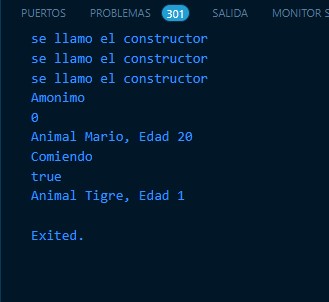 PUERTOS PROBLEMAS 301 SALIDA MONITOR S
se llamo el constructor
se llamo el constructor
se llamo el constructor
Amonimo
0
Animal Mario, Edad 20
Comiendo
true
Animal Tigre, Edad 1
Exited.